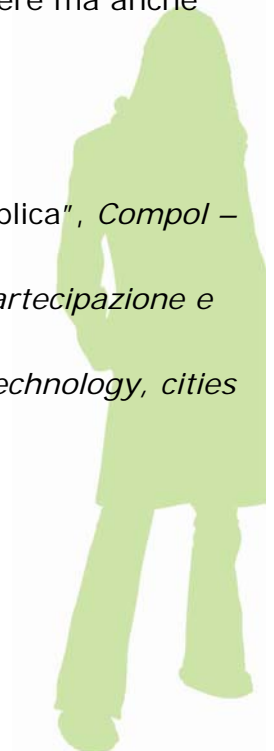 ere ma anche
olica”, Compol –
artecipazione e
echnology, cities